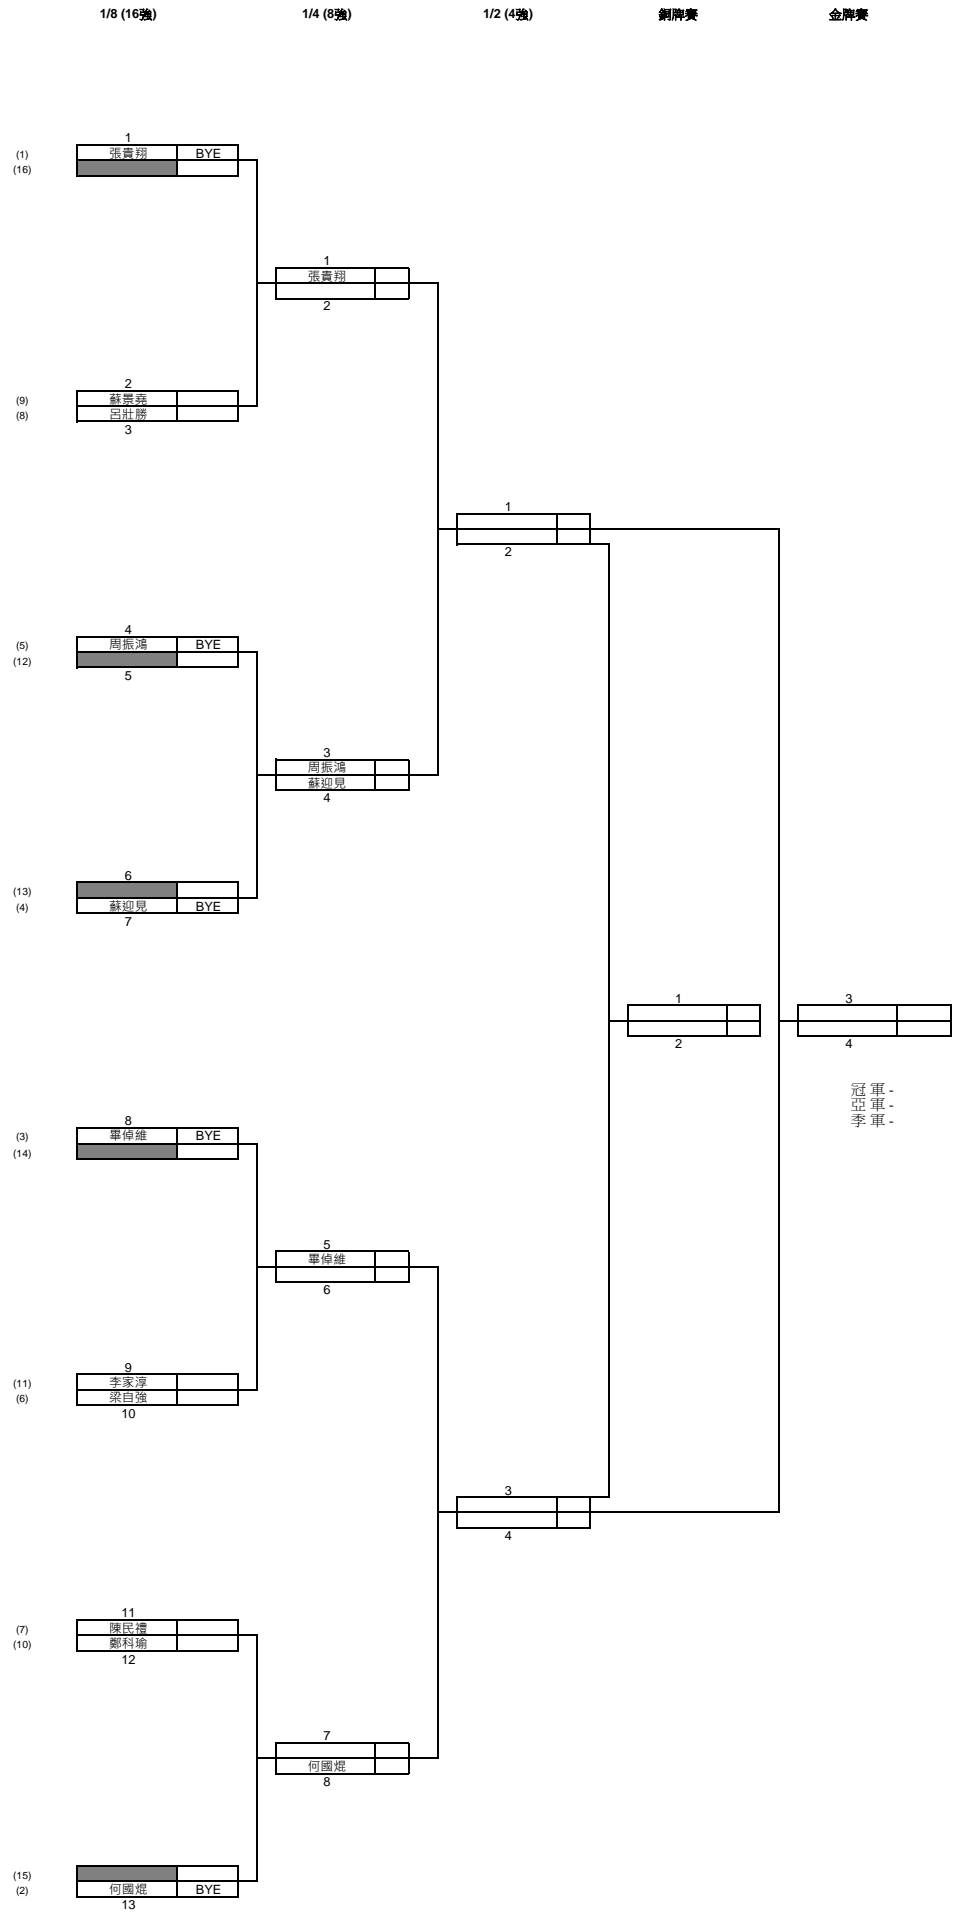 1/8 (16強) 1/4 (8強) 1/2 (4強) 銅牌賽 金牌賽
1
(1) 張貴翔 BYE
(16)
1
張貴翔
2
2
(9) 蘇景堯
(8) 呂壯勝
3
1
2
4
(5) 周振鴻 BYE
(12)
5
3
周振鴻
蘇迎見
4
6
(13)
(4) 蘇迎見 BYE
7
1 3
2 4
冠 軍 -
亞 軍 -
季 軍 -
8
(3) 畢倬維 BYE
(14)
5
畢倬維
6
9
(11) 李家淳
(6) 梁自強
10
3
4
11
(7) 陳民禮
(10) 鄭科瑜
12
7
何國焜
8
(15)
(2) 何國焜 BYE
13